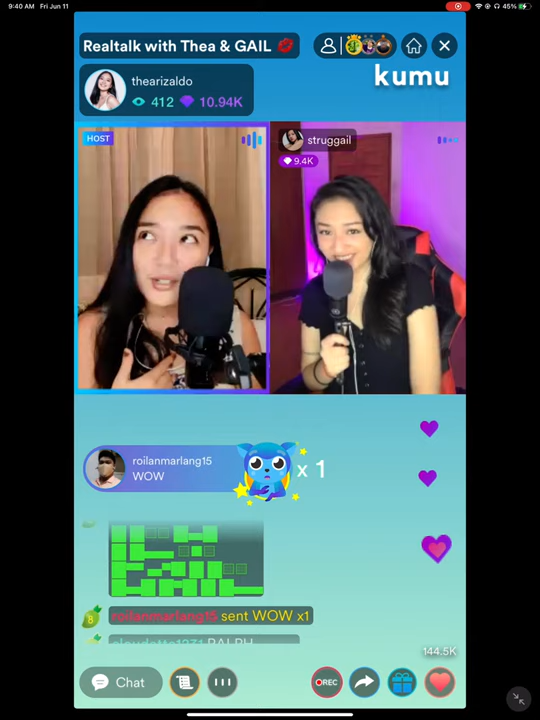 9:40 AM Fri Jun 11
45%
Realtalk with Thea & GAIL 💋
kumu
thearizaldo
412 10.94K
HOST
struggail
9.4K
roilanmarlang15
WOW
x 1
8 roilanmarlang15 sent WOW x1
144.5K
Chat
REC